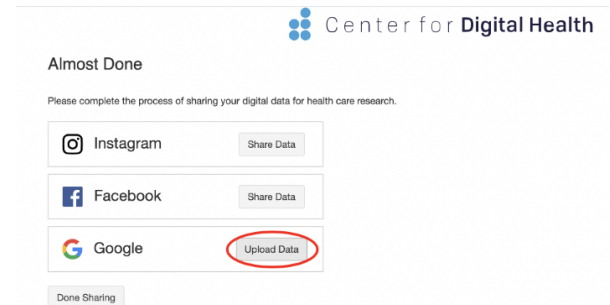 Center for Digital Health
Almost Done
Please complete the process of sharing your digital data for health care research.
Instagram Share Data
Facebook Share Data
Google Upload Data
Done Sharing